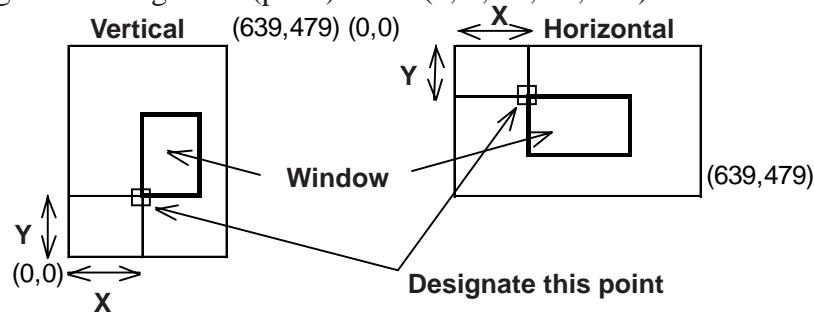 Vertical (639,479) (0,0) X Horizontal
Y
Window
(639,479)
Y
(0,0)
Designate this point
X